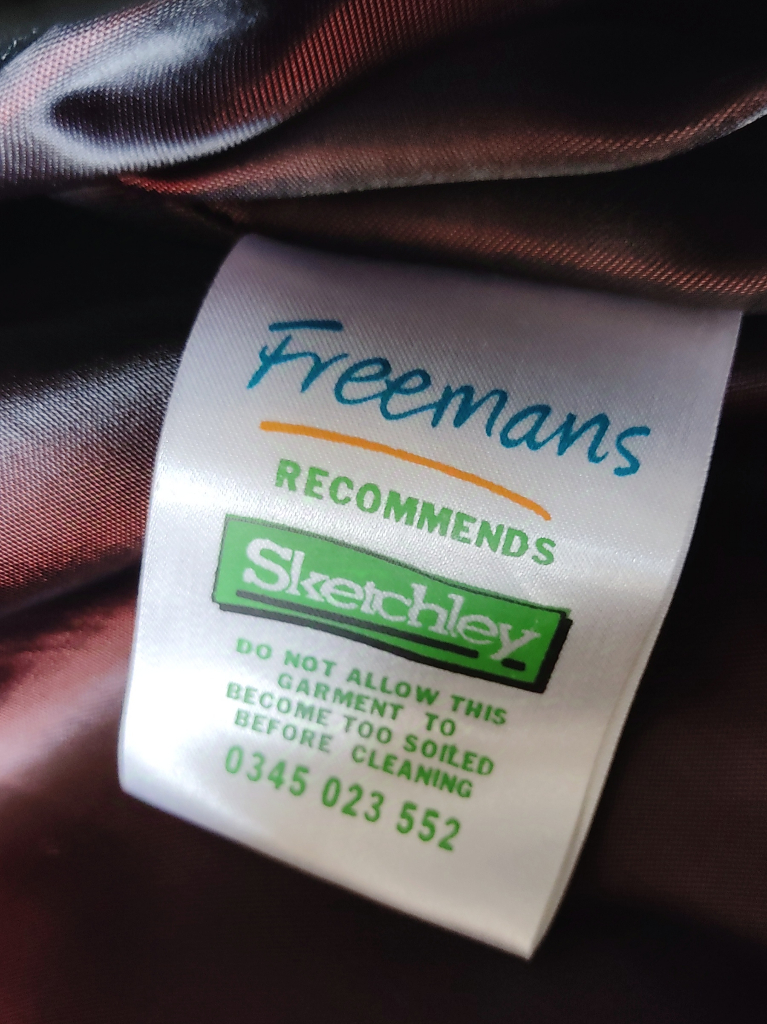 Freemans
RECOMMENDS
Sketchley
DO NOT ALLOW THIS
GARMENT TO
BECOME TOO SOILED
BEFORE CLEANING
0345 023 552